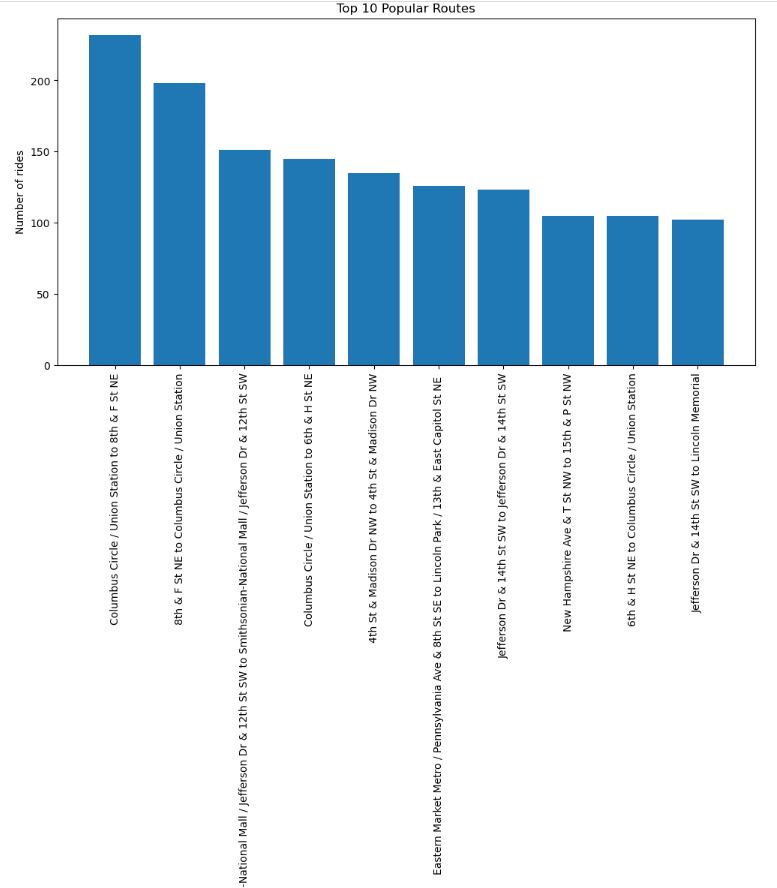 Top 10 Popular Routes
Number of rides
200
150
100
50
0
Columbus Circle / Union Station to 8th & F St NE
8th & F St NE to Columbus Circle / Union Station
-National Mall / Jefferson Dr & 12th St SW to Smithsonian-National Mall / Jefferson Dr & 12th St SW
Columbus Circle / Union Station to 6th & H St NE
4th St & Madison Dr NW to 4th St & Madison Dr NW
Eastern Market Metro / Pennsylvania Ave & 8th St SE to Lincoln Park / 13th & East Capitol St NE
Jefferson Dr & 14th St SW to Jefferson Dr & 14th St SW
New Hampshire Ave & T St NW to 15th & P St NW
6th & H St NE to Columbus Circle / Union Station
Jefferson Dr & 14th St SW to Lincoln Memorial